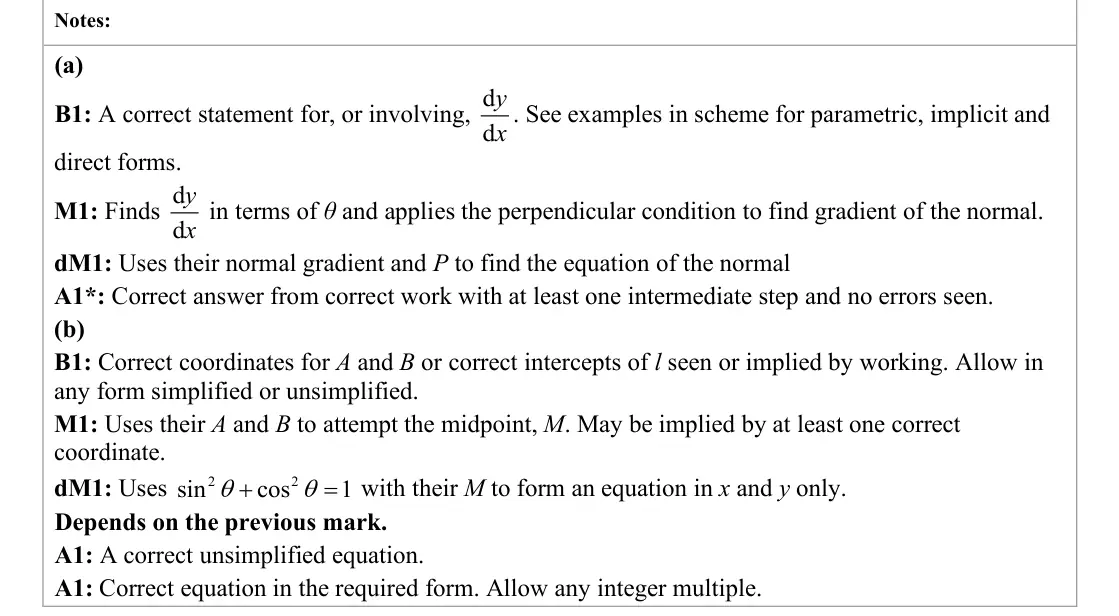 Notes:
(a)
B1: A correct statement for, or involving, dy/dx. See examples in scheme for parametric, implicit and
direct forms.
M1: Finds dy/dx in terms of θ and applies the perpendicular condition to find gradient of the normal.
dM1: Uses their normal gradient and P to find the equation of the normal
A1*: Correct answer from correct work with at least one intermediate step and no errors seen.
(b)
B1: Correct coordinates for A and B or correct intercepts of l seen or implied by working. Allow in
any form simplified or unsimplified.
M1: Uses their A and B to attempt the midpoint, M. May be implied by at least one correct
coordinate.
dM1: Uses sin² θ + cos² θ = 1 with their M to form an equation in x and y only.
Depends on the previous mark.
A1: A correct unsimplified equation.
A1: Correct equation in the required form. Allow any integer multiple.